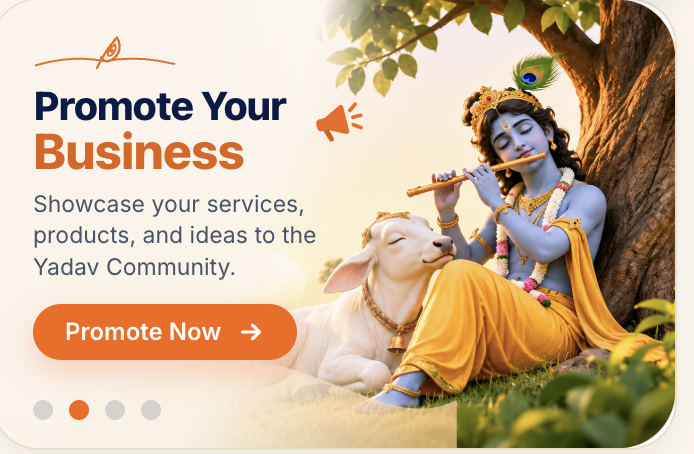 Promote Your
Business
Showcase your services,
products, and ideas to the
Yadav Community.
Promote Now →